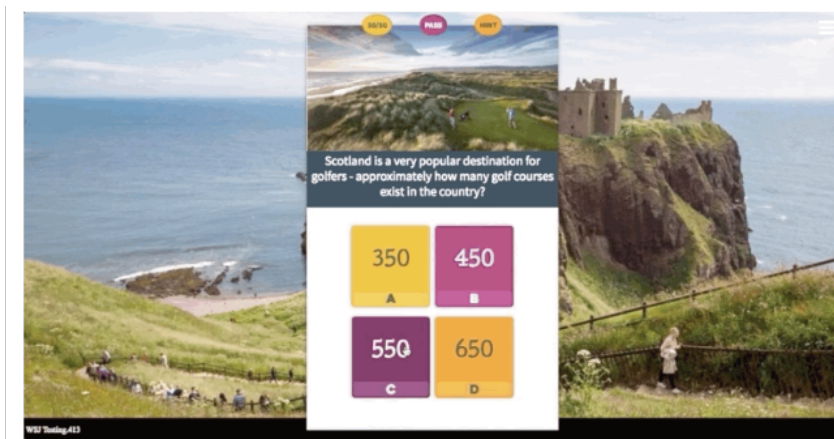 50/50
PASS
HINT
Scotland is a very popular destination for
golfers - approximately how many golf courses
exist in the country?
350
450
A
B
550
650
C
D
WSJ Testing.413